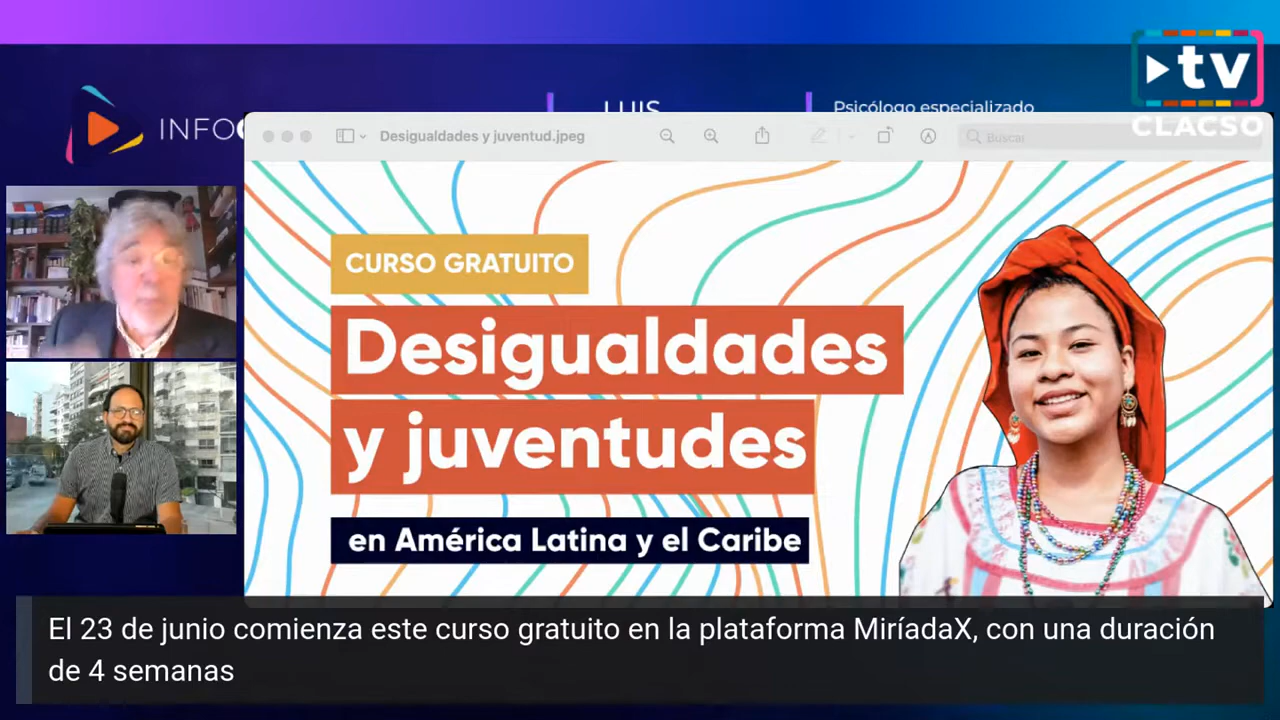 tv
CLACSO
LUIS
Psicólogo especializado
INFO
Desigualdades y juventud.jpeg
Buscar
CURSO GRATUITO
Desigualdades
y juventudes
en América Latina y el Caribe
El 23 de junio comienza este curso gratuito en la plataforma MiríadaX, con una duración
de 4 semanas